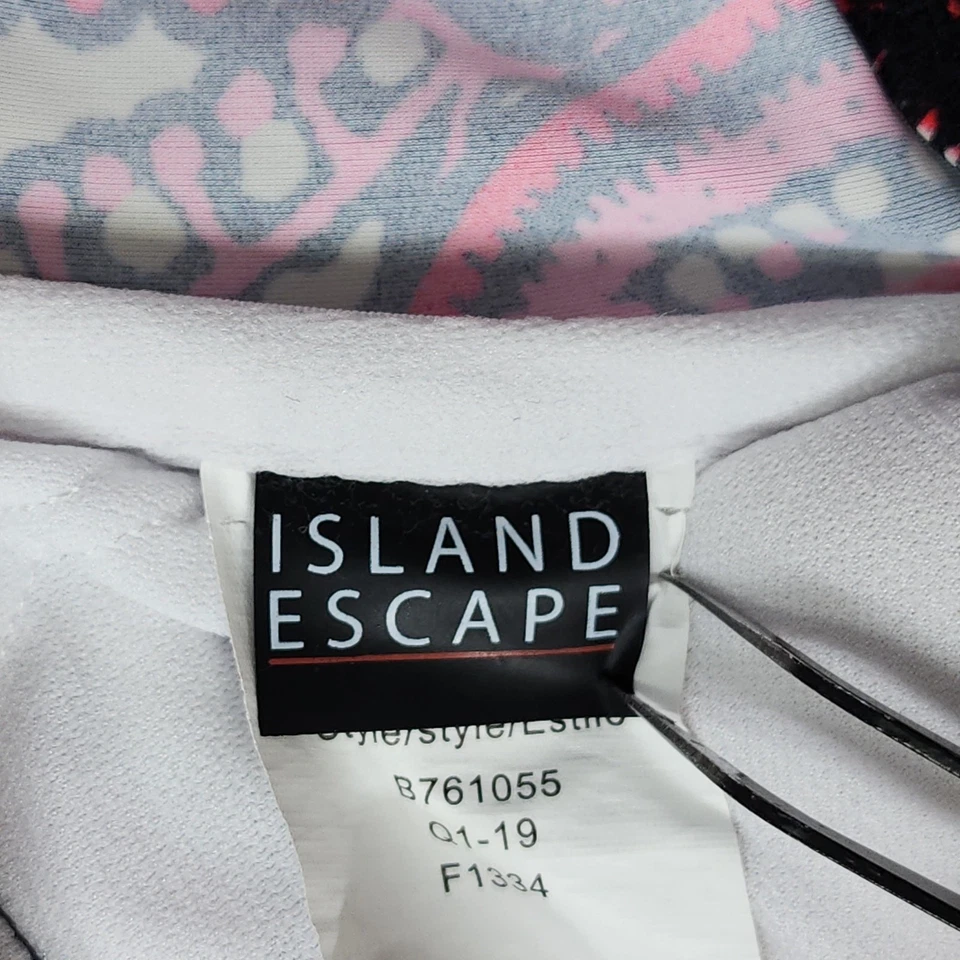 ISLAND
ESCAPE
Style/style/Estilo
B761055
Q1-19
F1334